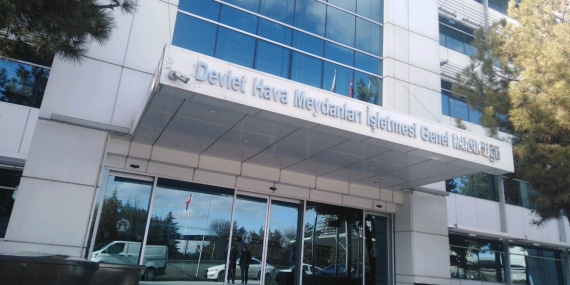 Devlet Hava Meydanları İşletmesi Genel